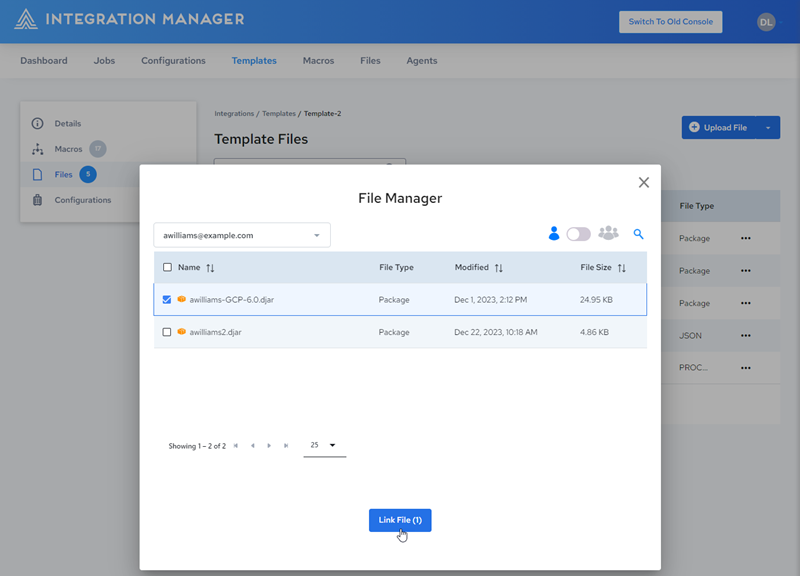 INTEGRATION MANAGER
Switch To Old Console
DL
Dashboard Jobs Configurations Templates Macros Files Agents
Details
Macros 17
Files 5
Configurations
Integrations / Templates / Template-2
Template Files
Upload File
File Type
Package
Package
Package
JSON
PROC...
File Manager
awilliams@example.com
Name File Type Modified File Size
awilliams-GCP-6.0.djar Package Dec 1, 2023, 2:12 PM 24.95 KB
awilliams2.djar Package Dec 22, 2023, 10:18 AM 4.86 KB
Showing 1 – 2 of 2 25
Link File (1)